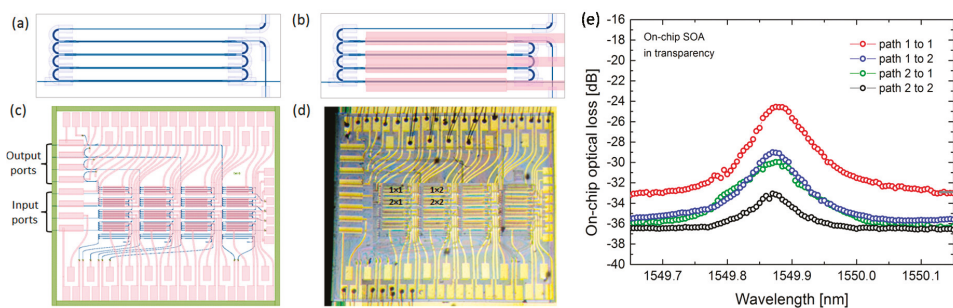 (a)
(b)
(c)
Output
ports
Input
ports
(d)
1×1
1×2
2×1
2×2
(e)
On-chip optical loss [dB]
-16
-20
-24
-26
-28
-30
-32
-34
-36
-38
On-chip SOA
in transparency
path 1 to 1
path 1 to 2
path 2 to 1
path 2 to 2
1549.7
1549.8
1549.9
1550.0
1550.1
Wavelength [nm]